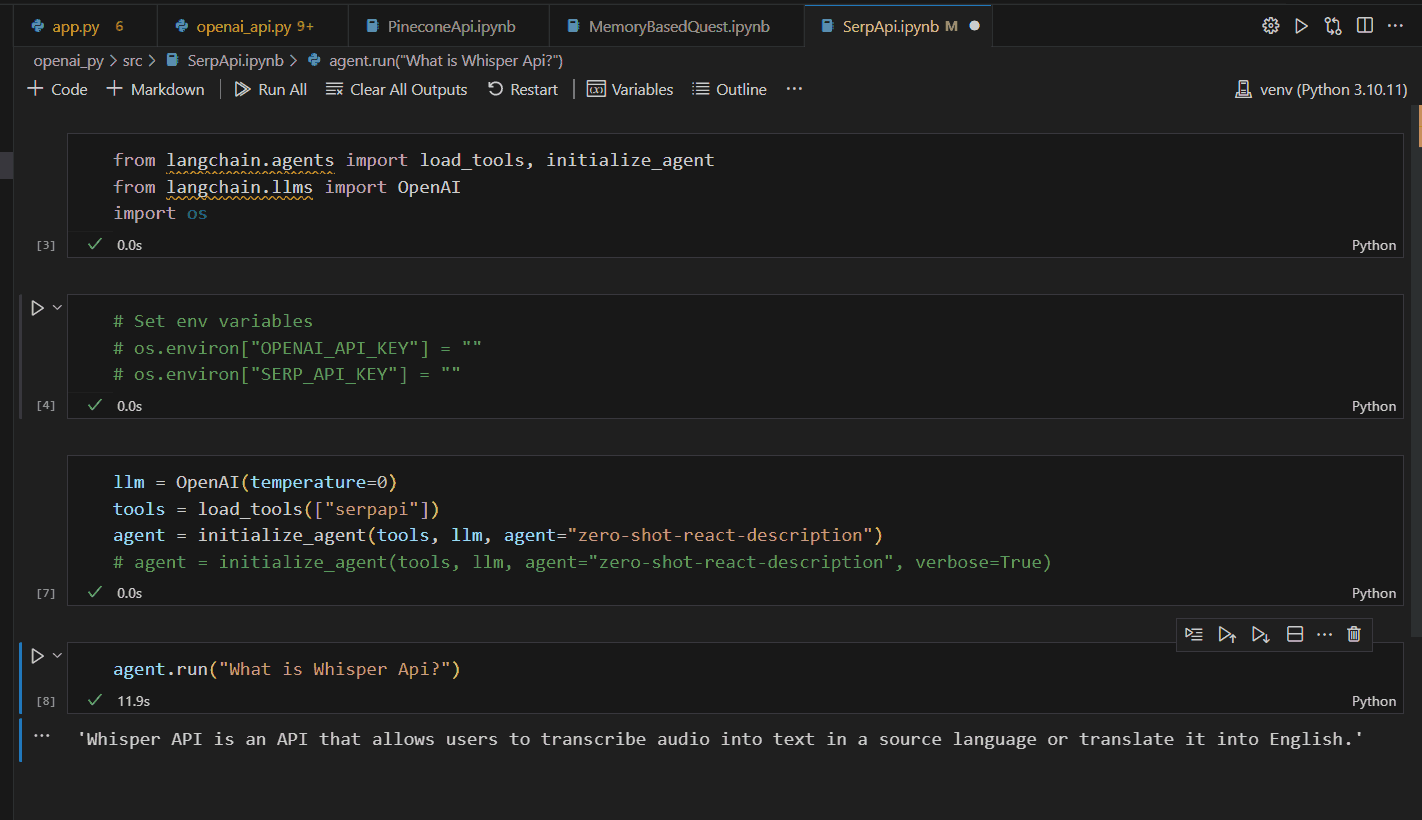 app.py 6 openai_api.py 9+ PineconeApi.ipynb MemoryBasedQuest.ipynb SerpApi.ipynb M
openai_py > src > SerpApi.ipynb > agent.run("What is Whisper Api?")
+ Code + Markdown Run All Clear All Outputs Restart Variables Outline ... venv (Python 3.10.11)
from langchain.agents import load_tools, initialize_agent
from langchain.llms import OpenAI
import os
[3] 0.0s Python
# Set env variables
# os.environ["OPENAI_API_KEY"] = ""
# os.environ["SERP_API_KEY"] = ""
[4] 0.0s Python
llm = OpenAI(temperature=0)
tools = load_tools(["serpapi"])
agent = initialize_agent(tools, llm, agent="zero-shot-react-description")
# agent = initialize_agent(tools, llm, agent="zero-shot-react-description", verbose=True)
[7] 0.0s Python
agent.run("What is Whisper Api?")
[8] 11.9s Python
'Whisper API is an API that allows users to transcribe audio into text in a source language or translate it into English.'